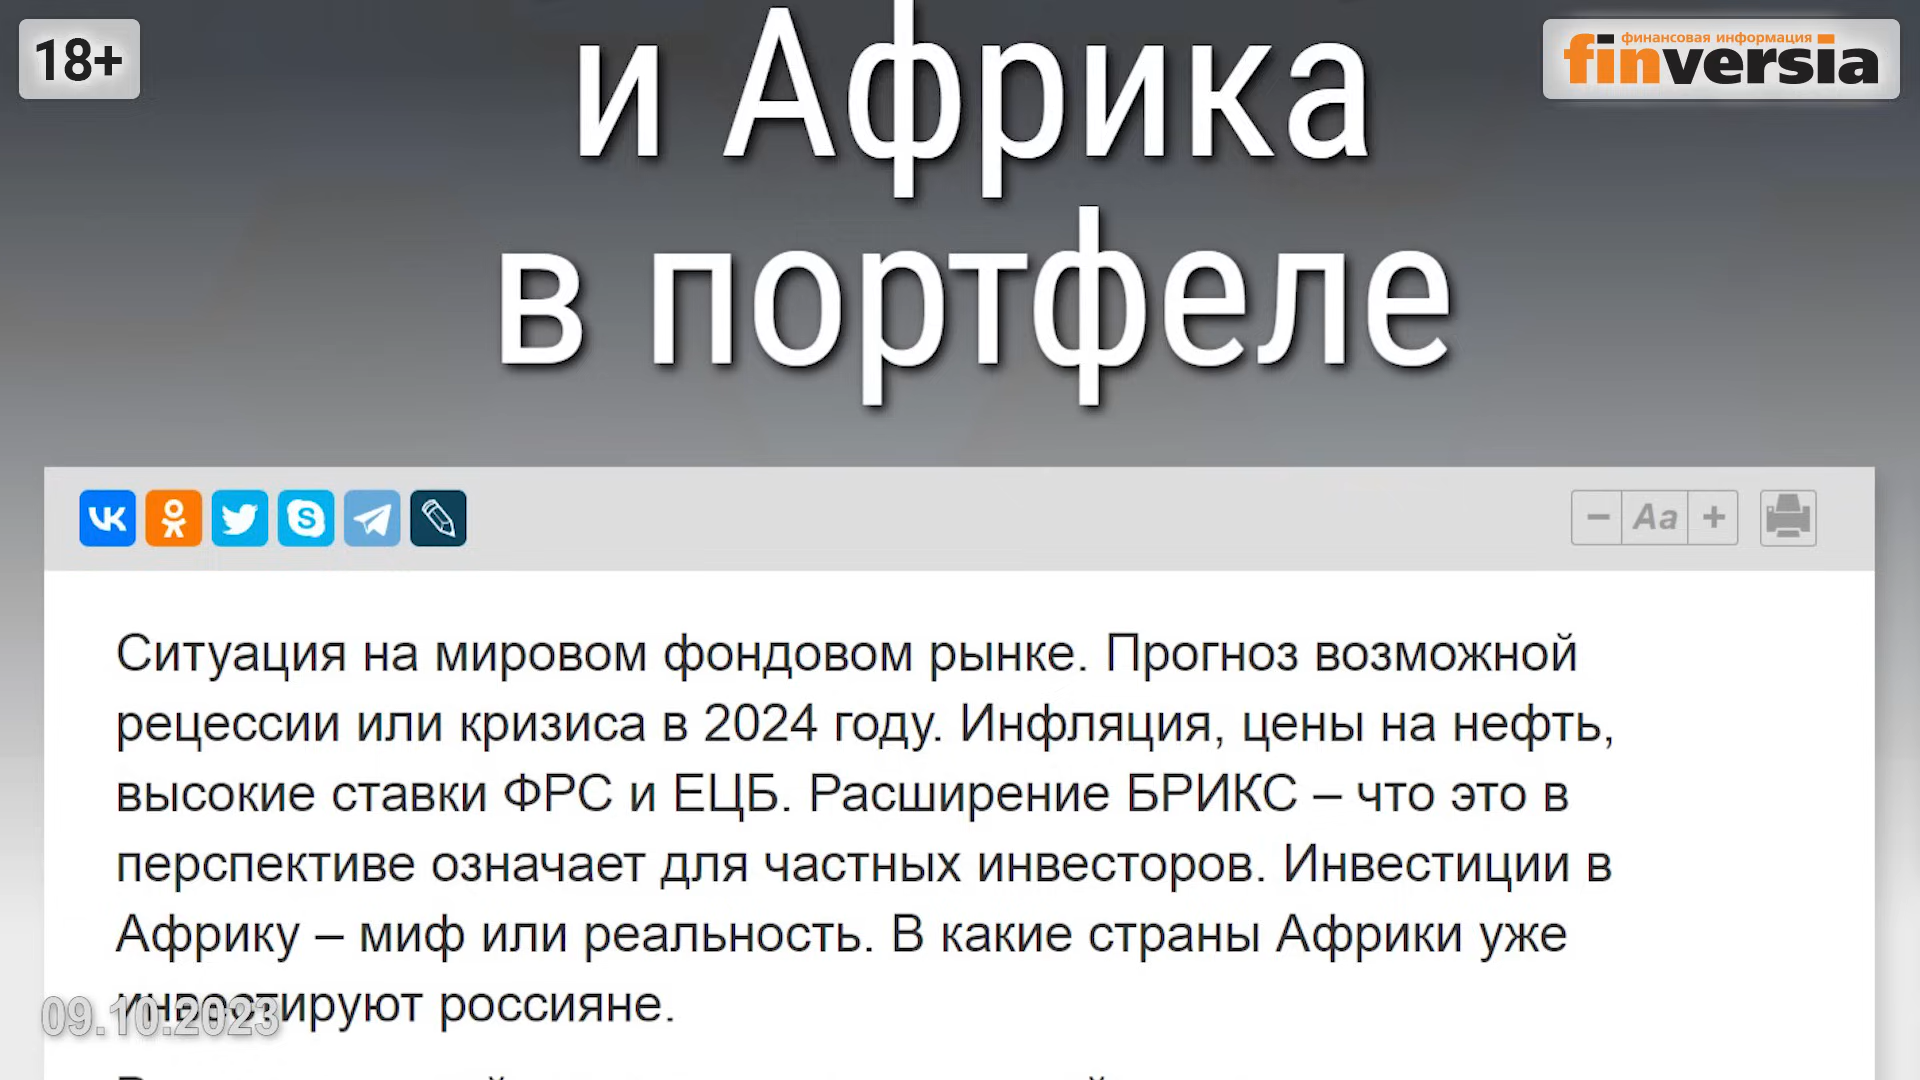 18+
финансовая информация
finversia
и Африка
в портфеле
Aa
Ситуация на мировом фондовом рынке. Прогноз возможной
рецессии или кризиса в 2024 году. Инфляция, цены на нефть,
высокие ставки ФРС и ЕЦБ. Расширение БРИКС – что это в
перспективе означает для частных инвесторов. Инвестиции в
Африку – миф или реальность. В какие страны Африки уже
инвестируют россияне.
09.10.2023